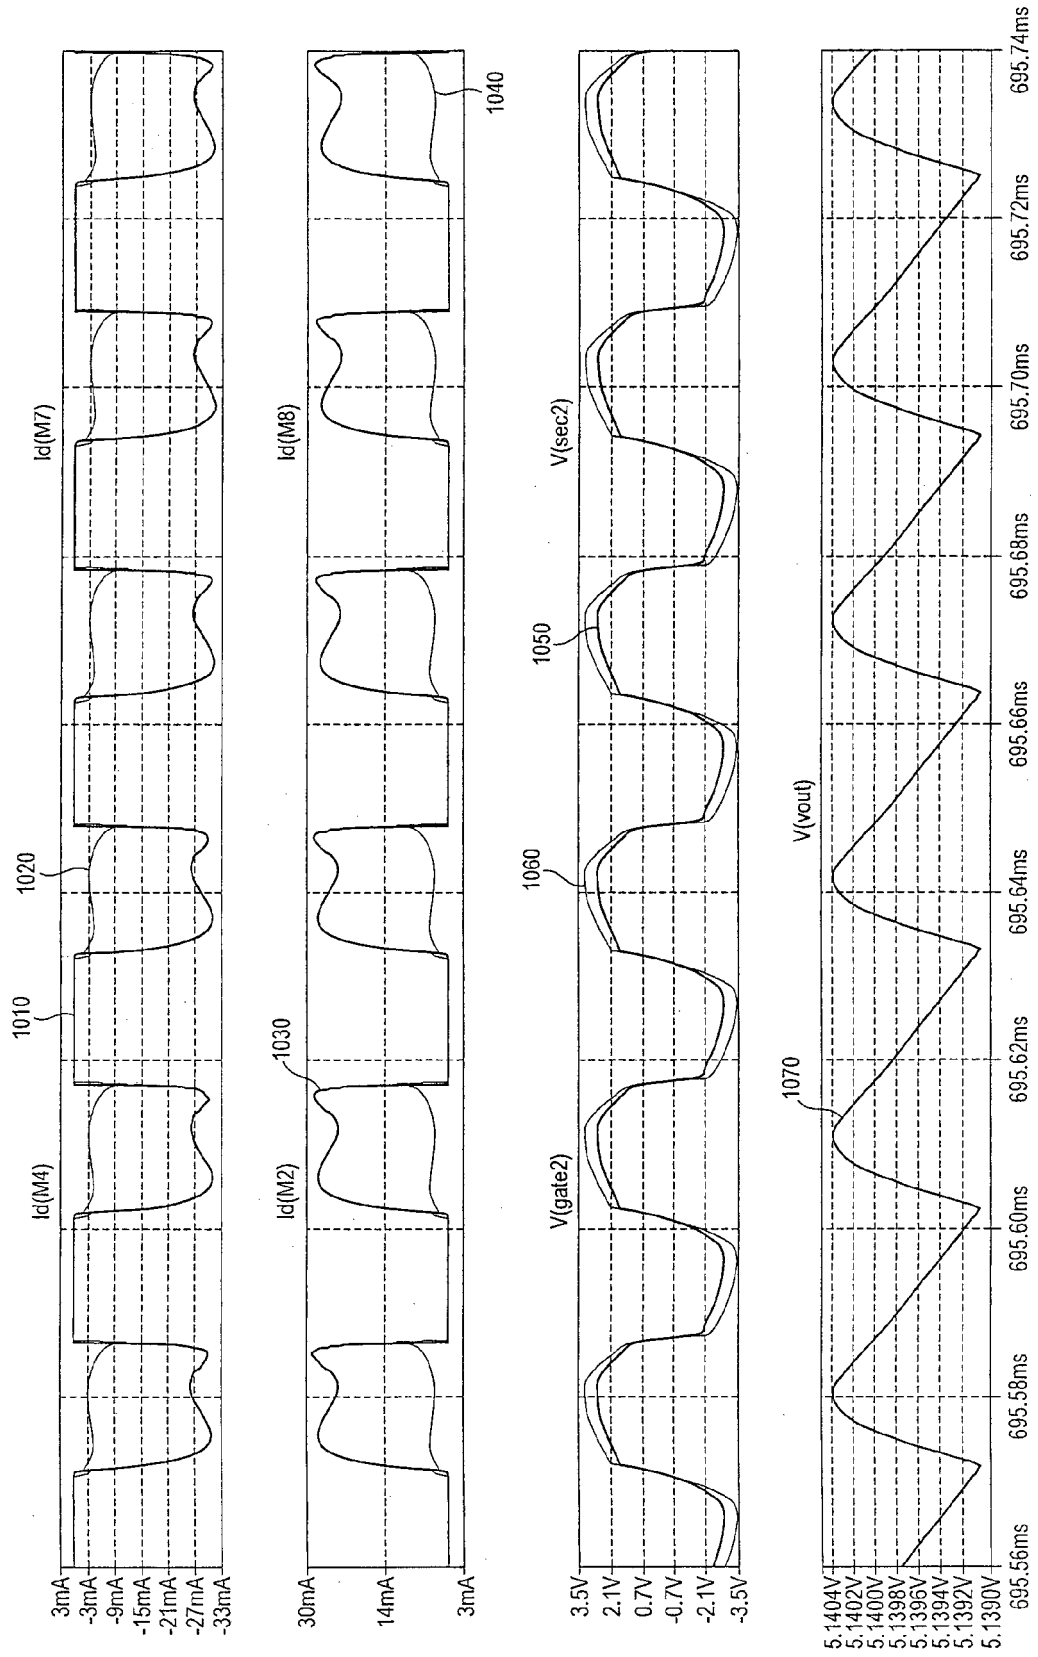 Id(M4)
Id(M7)
1010
1020
3mA
-3mA
-9mA
-15mA
-21mA
-27mA
-33mA
Id(M2)
Id(M8)
1030
1040
30mA
14mA
3mA
V(gate2)
V(sec2)
1060
1050
3.5V
2.1V
0.7V
-0.7V
-2.1V
-3.5V
V(vout)
1070
5.1404V
5.1402V
5.1400V
5.1398V
5.1396V
5.1394V
5.1392V
5.1390V
695.56ms
695.58ms
695.60ms
695.62ms
695.64ms
695.66ms
695.68ms
695.70ms
695.72ms
695.74ms